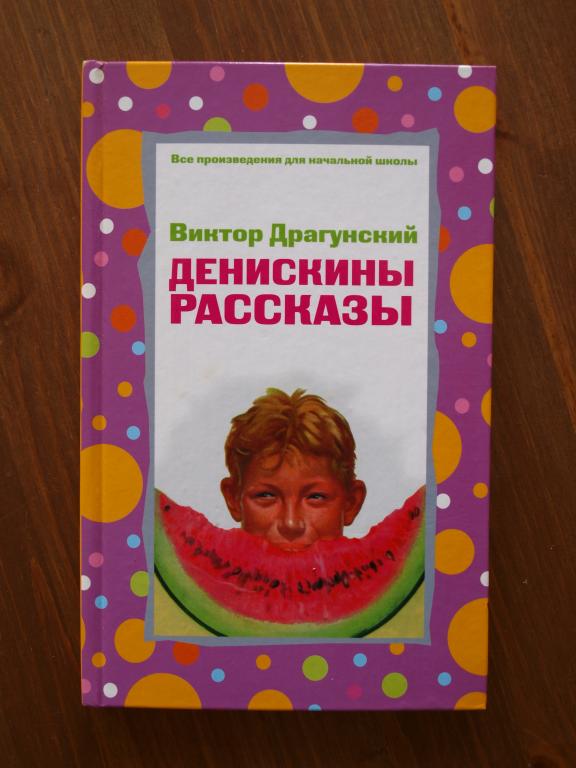 Все произведения для начальной школы
Виктор Драгунский
ДЕНИСКИНЫ
РАССКАЗЫ